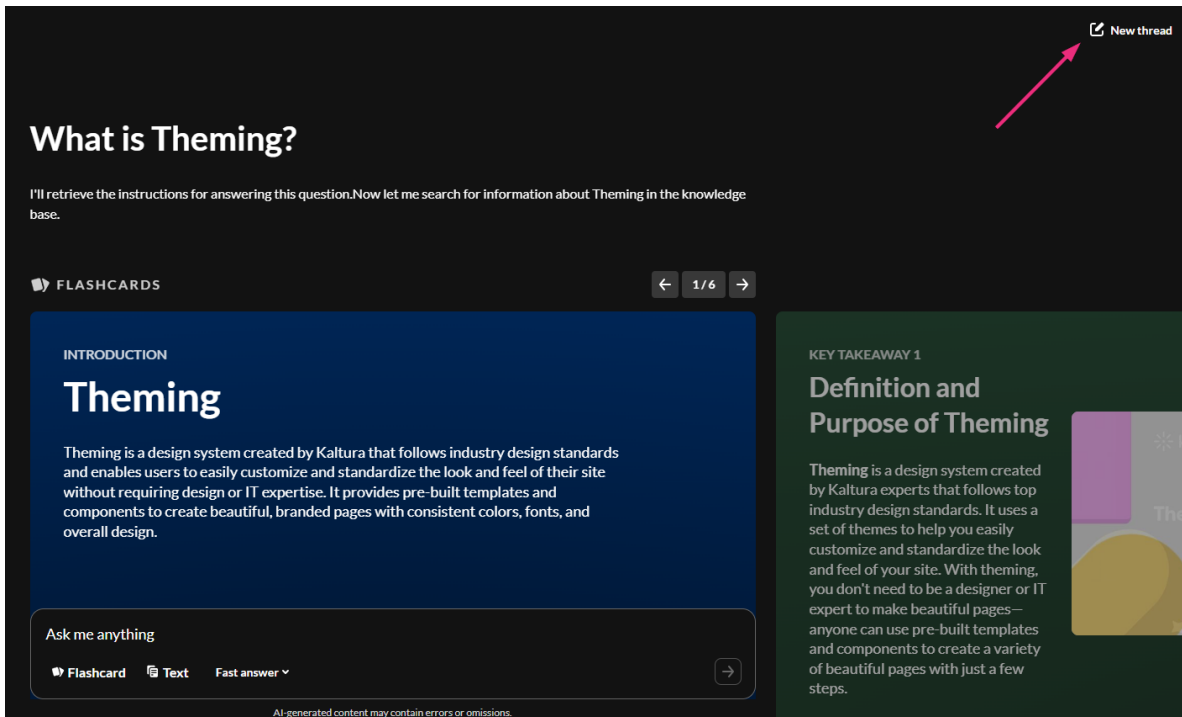 New thread
What is Theming?
I'll retrieve the instructions for answering this question.Now let me search for information about Theming in the knowledge
base.
FLASHCARDS
1/6
INTRODUCTION
Theming
Theming is a design system created by Kaltura that follows industry design standards
and enables users to easily customize and standardize the look and feel of their site
without requiring design or IT expertise. It provides pre-built templates and
components to create beautiful, branded pages with consistent colors, fonts, and
overall design.
KEY TAKEAWAY 1
Definition and
Purpose of Theming
Theming is a design system created
by Kaltura experts that follows top
industry design standards. It uses a
set of themes to help you easily
customize and standardize the look
and feel of your site. With theming,
you don't need to be a designer or IT
expert to make beautiful pages—
anyone can use pre-built templates
and components to create a variety
of beautiful pages with just a few
steps.
Ask me anything
Flashcard
Text
Fast answer
AI-generated content may contain errors or omissions.